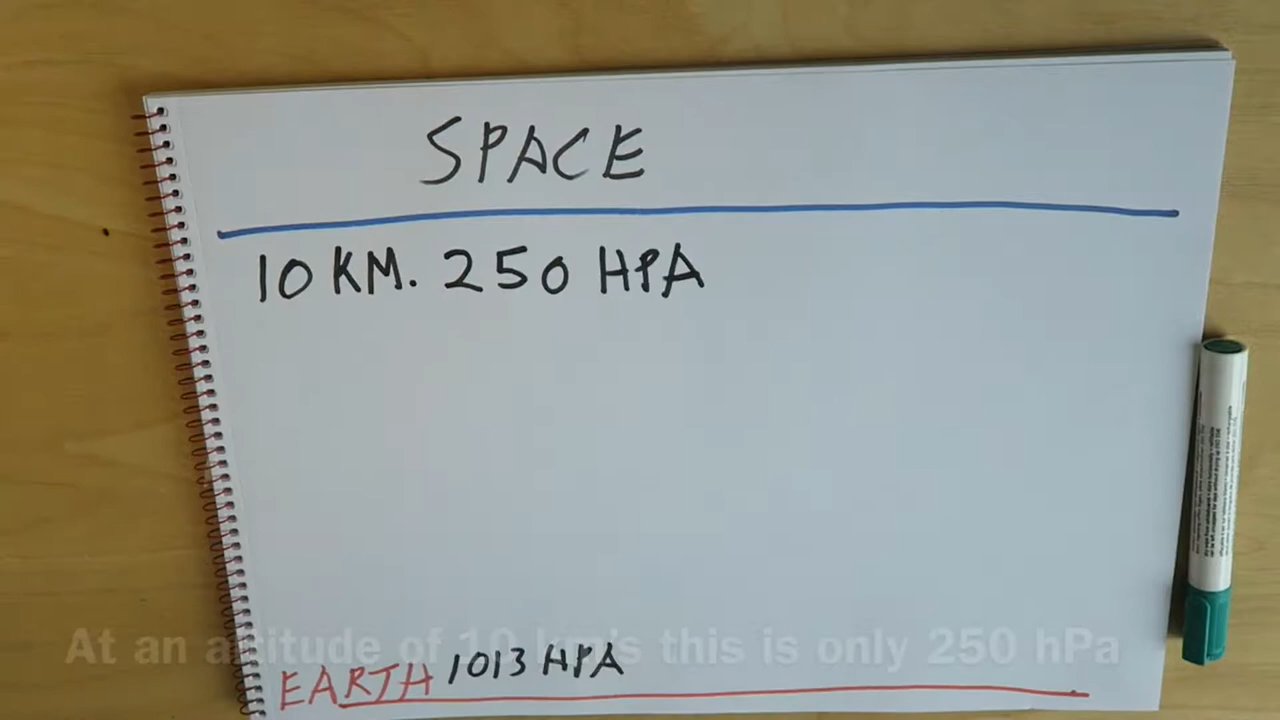 SPACE
10 KM. 250 HPA
At an altitude of 10 km's this is only 250 hPa
EARTH 1013 HPA